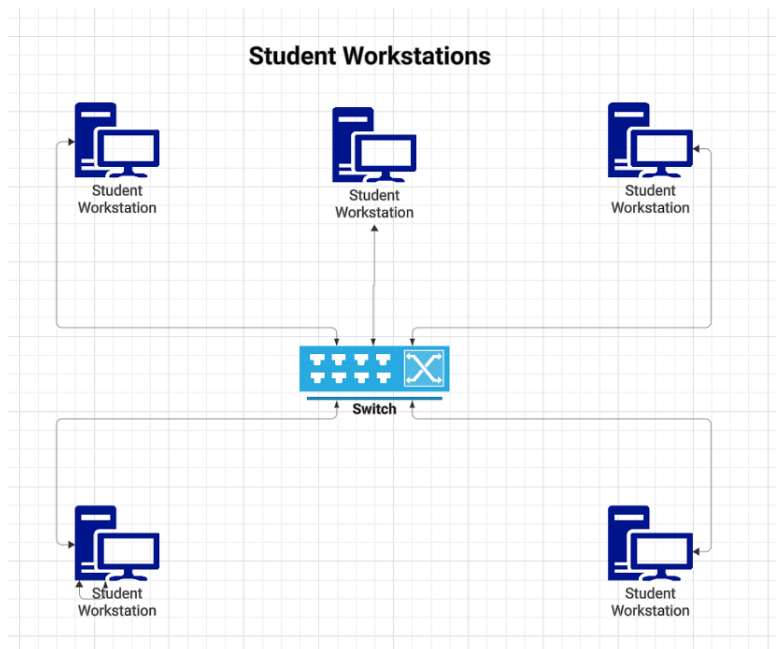 Student Workstations
Student
Workstation
Student
Workstation
Student
Workstation
Switch
Student
Workstation
Student
Workstation